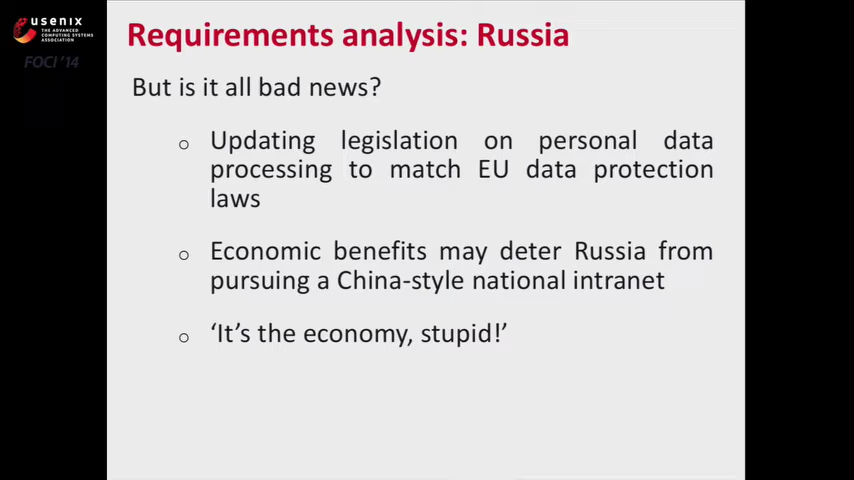 usenix
THE ADVANCED
COMPUTING SYSTEMS
ASSOCIATION
FOCI '14
Requirements analysis: Russia
But is it all bad news?
o Updating legislation on personal data
processing to match EU data protection
laws
o Economic benefits may deter Russia from
pursuing a China-style national intranet
o ‘It’s the economy, stupid!’